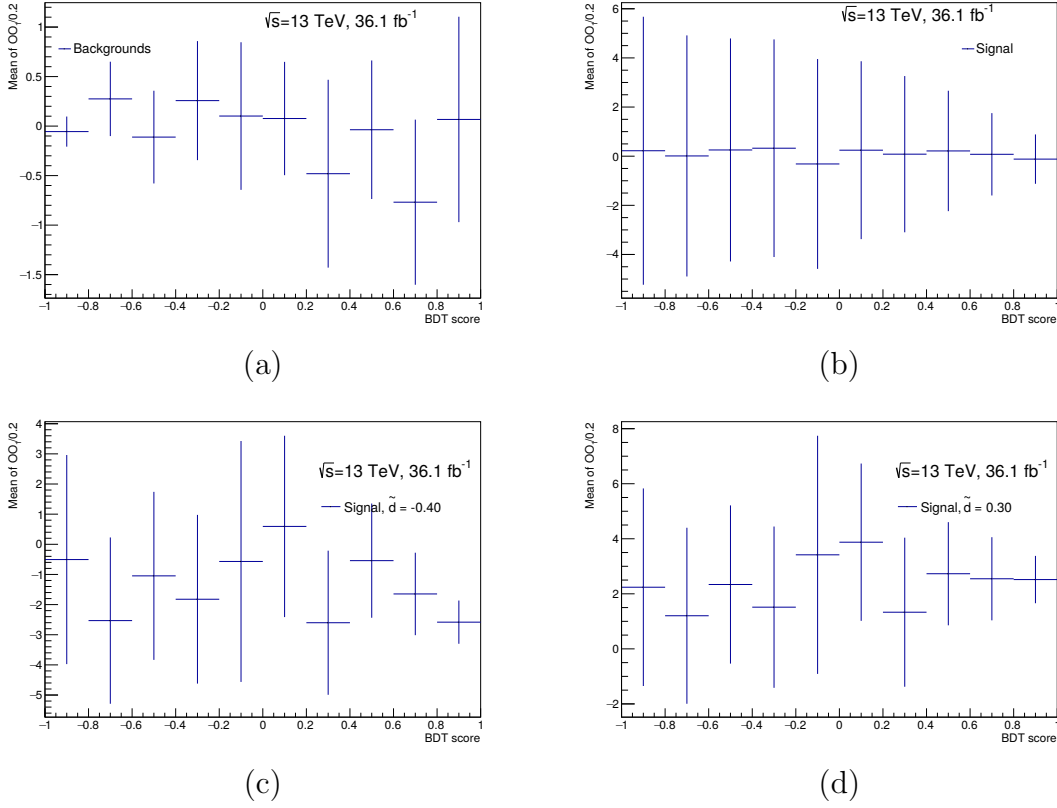 √s=13 TeV, 36.1 fb⁻¹
Backgrounds
Mean of OO₁/0.2
1
0.5
0
−0.5
−1
−1.5
−1 −0.8 −0.6 −0.4 −0.2 0 0.2 0.4 0.6 0.8 1
BDT score
(a)
√s=13 TeV, 36.1 fb⁻¹
Signal
Mean of OO₁/0.2
6
4
2
0
−2
−4
−1 −0.8 −0.6 −0.4 −0.2 0 0.2 0.4 0.6 0.8 1
BDT score
(b)
√s=13 TeV, 36.1 fb⁻¹
Signal, d̃ = -0.40
Mean of OO₁/0.2
4
3
2
1
0
−1
−2
−3
−4
−5
−1 −0.8 −0.6 −0.4 −0.2 0 0.2 0.4 0.6 0.8 1
BDT score
(c)
√s=13 TeV, 36.1 fb⁻¹
Signal, d̃ = 0.30
Mean of OO₁/0.2
8
6
4
2
0
−2
−1 −0.8 −0.6 −0.4 −0.2 0 0.2 0.4 0.6 0.8 1
BDT score
(d)